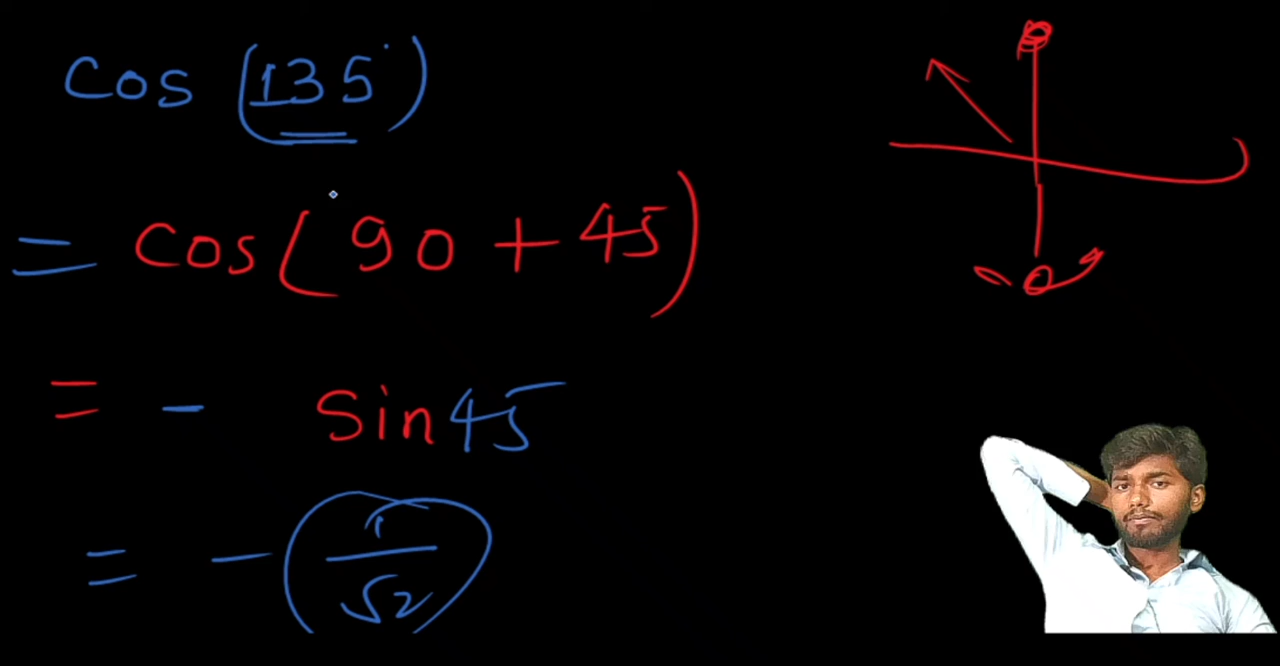 cos (135°)
= cos(90 + 45)
= - sin 45
= - (1/√2)